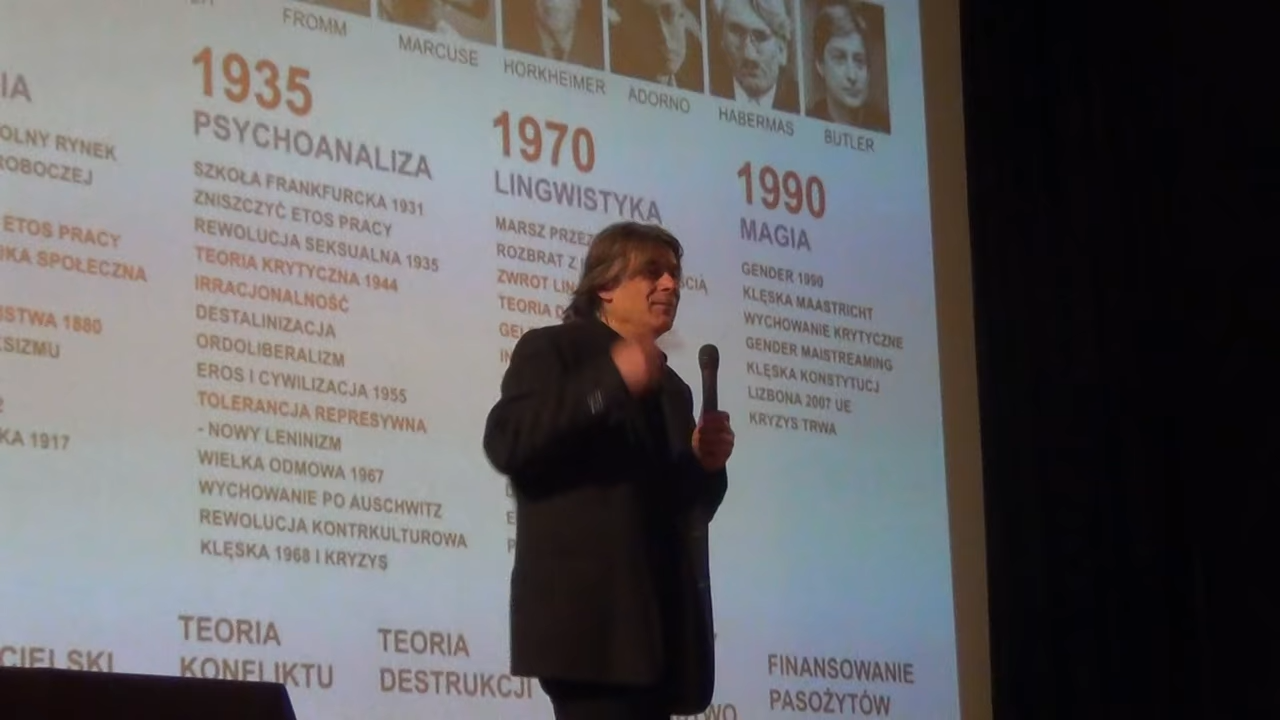 FROMM
MARCUSE
HORKHEIMER
ADORNO
HABERMAS
BUTLER
IA
OLNY RYNEK
ROBOCZEJ
ETOS PRACY
KA SPOŁECZNA
STWA 1880
SIZMU
KA 1917
1935
PSYCHOANALIZA
SZKOŁA FRANKFURCKA 1931
ZNISZCZYĆ ETOS PRACY
REWOLUCJA SEKSUALNA 1935
TEORIA KRYTYCZNA 1944
IRRACJONALNOŚĆ
DESTALINIZACJA
ORDOLIBERALIZM
EROS I CYWILIZACJA 1955
TOLERANCJA REPRESYWNA
- NOWY LENINIZM
WIELKA ODMOWA 1967
WYCHOWANIE PO AUSCHWITZ
REWOLUCJA KONTRKULTUROWA
KLĘSKA 1968 I KRYZYS
1970
LINGWISTYKA
MARSZ PRZEZ
ROZBRAT Z
ZWROT LIN CIĄ
TEORIA D
1990
MAGIA
GENDER 1990
KLĘSKA MAASTRICHT
WYCHOWANIE KRYTYCZNE
GENDER MAISTREAMING
KLĘSKA KONSTYTUCJ
LIZBONA 2007 UE
KRYZYS TRWA
CIELSKI
TEORIA
KONFLIKTU
TEORIA
DESTRUKCJI
FINANSOWANIE
PASOŻYTÓW